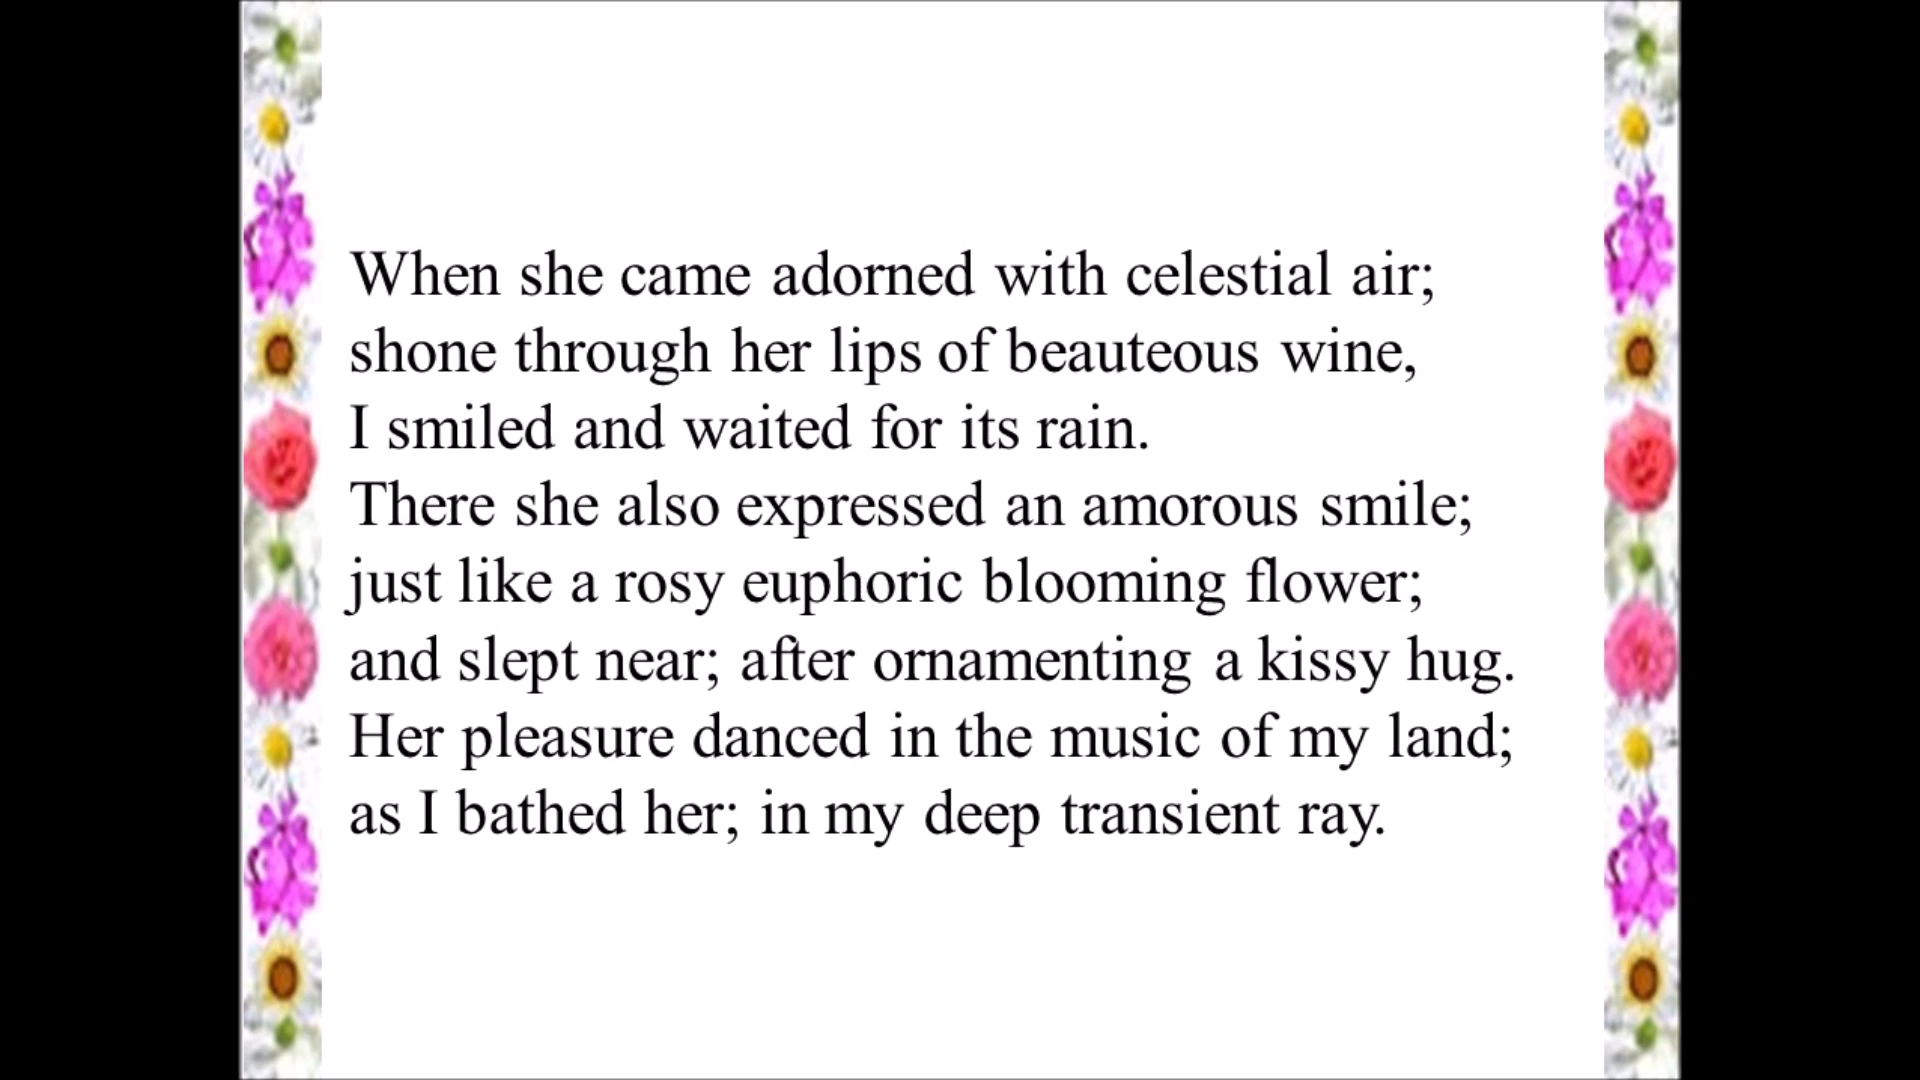 When she came adorned with celestial air;
shone through her lips of beauteous wine,
I smiled and waited for its rain.
There she also expressed an amorous smile;
just like a rosy euphoric blooming flower;
and slept near; after ornamenting a kissy hug.
Her pleasure danced in the music of my land;
as I bathed her; in my deep transient ray.